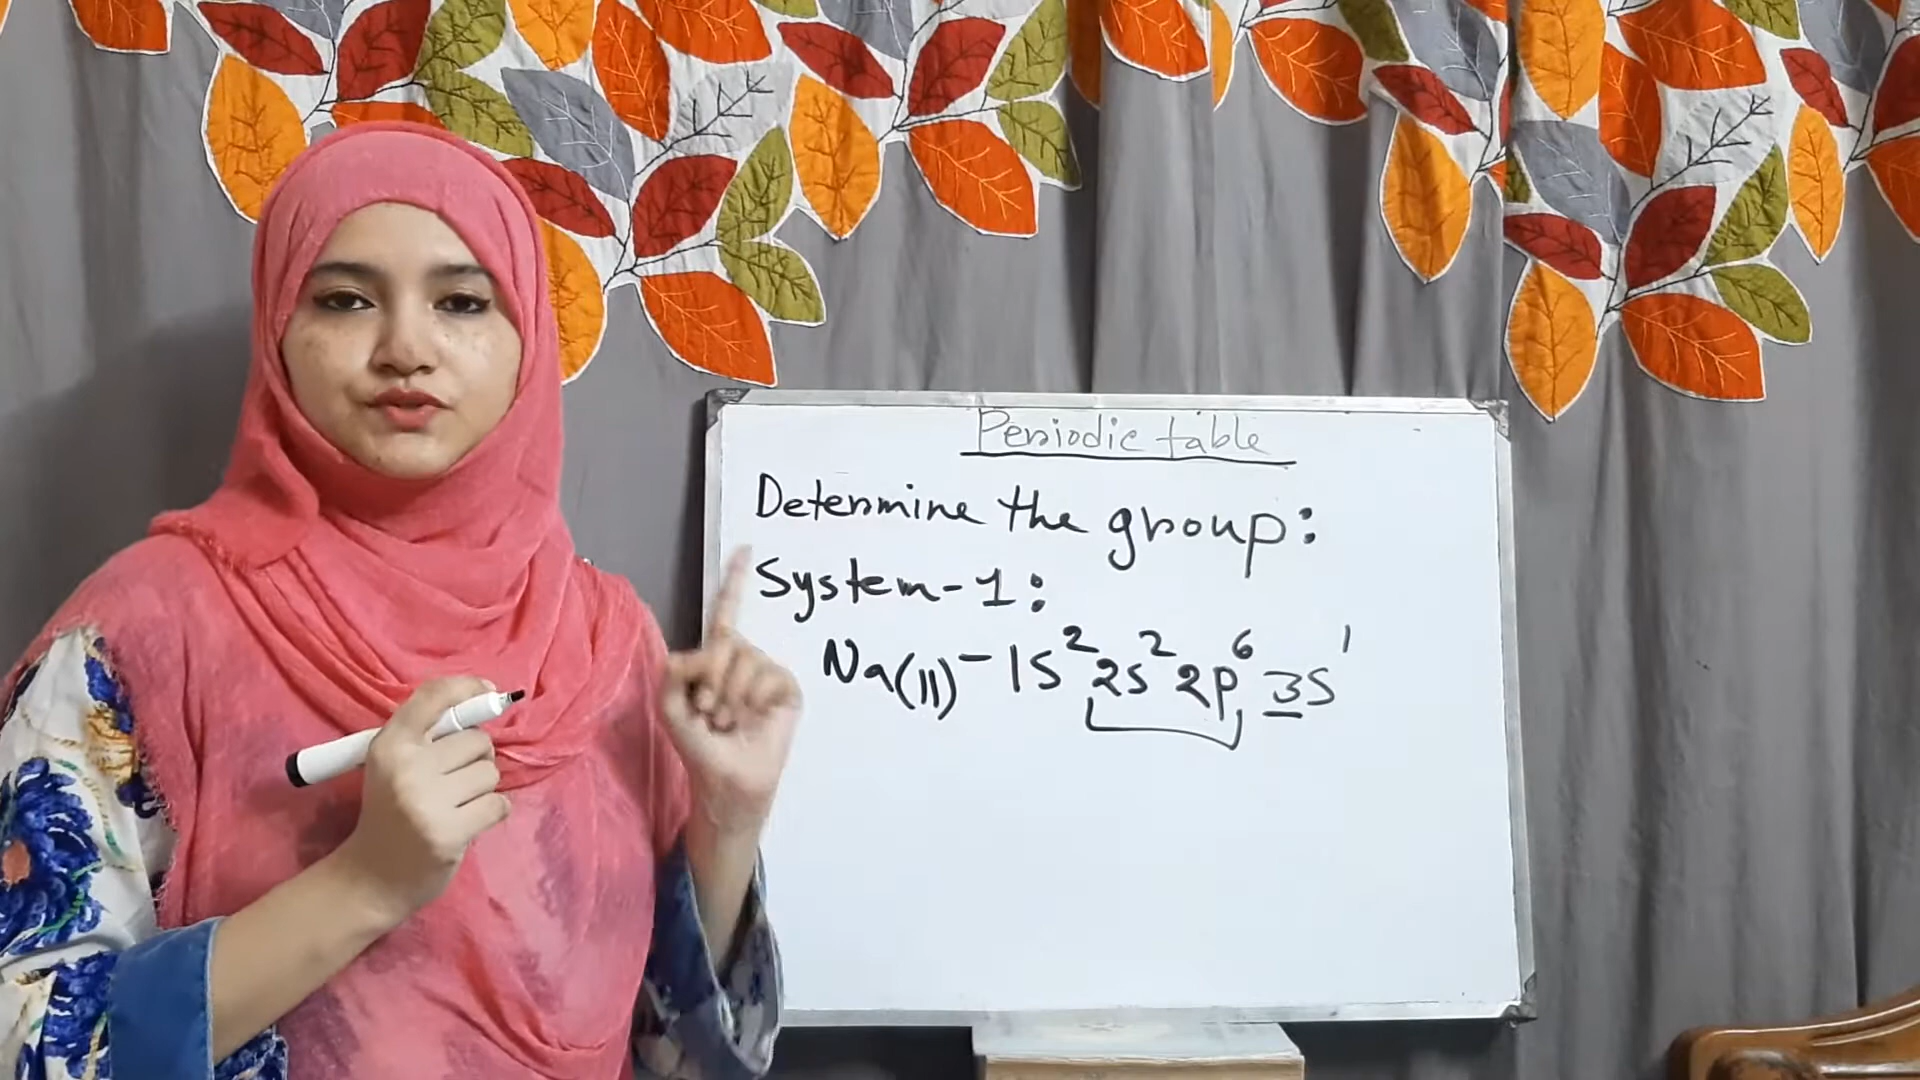 Periodic table
Determine the group:
System-1:
Na(11)-1s² 2s² 2p⁶ 3s¹